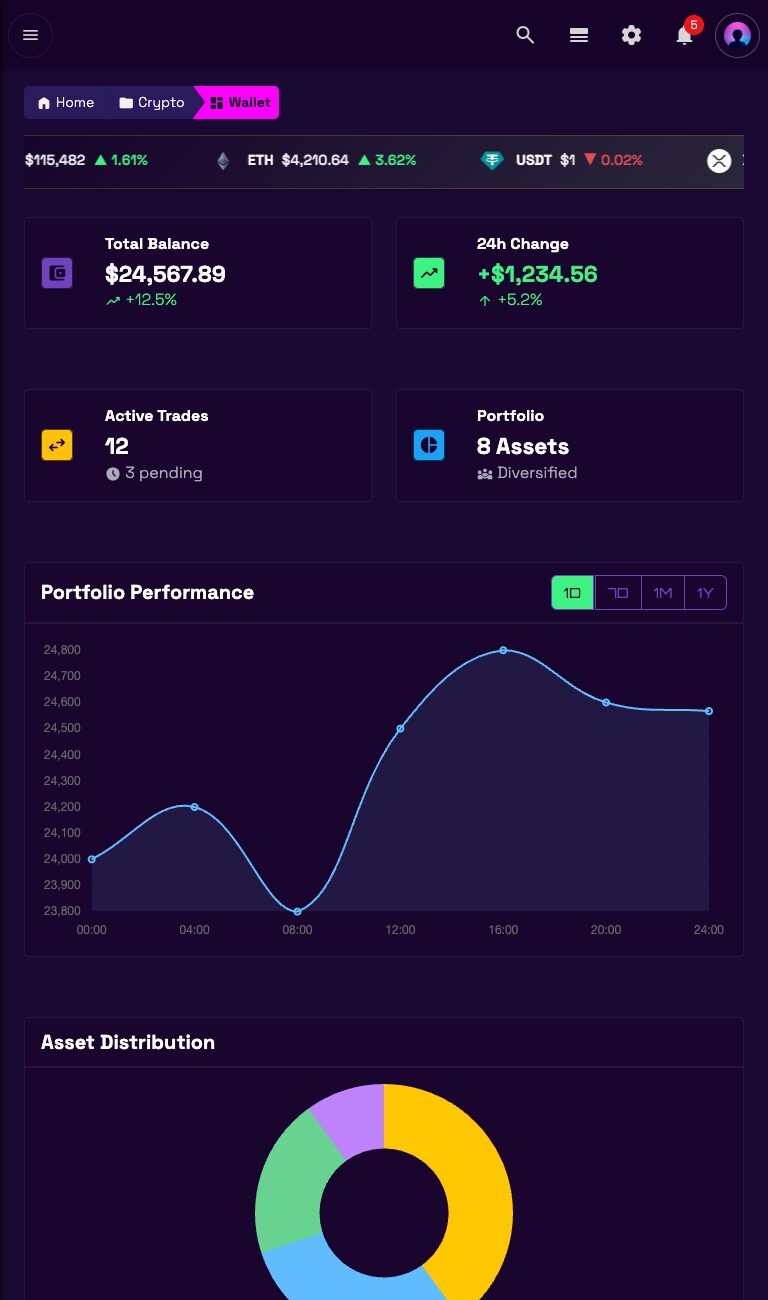 5
Home Crypto Wallet
$115,482 1.61% ETH $4,210.64 3.62% USDT $1 0.02%
Total Balance
$24,567.89
+12.5%
24h Change
+$1,234.56
+5.2%
Active Trades
12
3 pending
Portfolio
8 Assets
Diversified
Portfolio Performance
1D 7D 1M 1Y
24,800
24,700
24,600
24,500
24,400
24,300
24,200
24,100
24,000
23,900
23,800
00:00 04:00 08:00 12:00 16:00 20:00 24:00
Asset Distribution